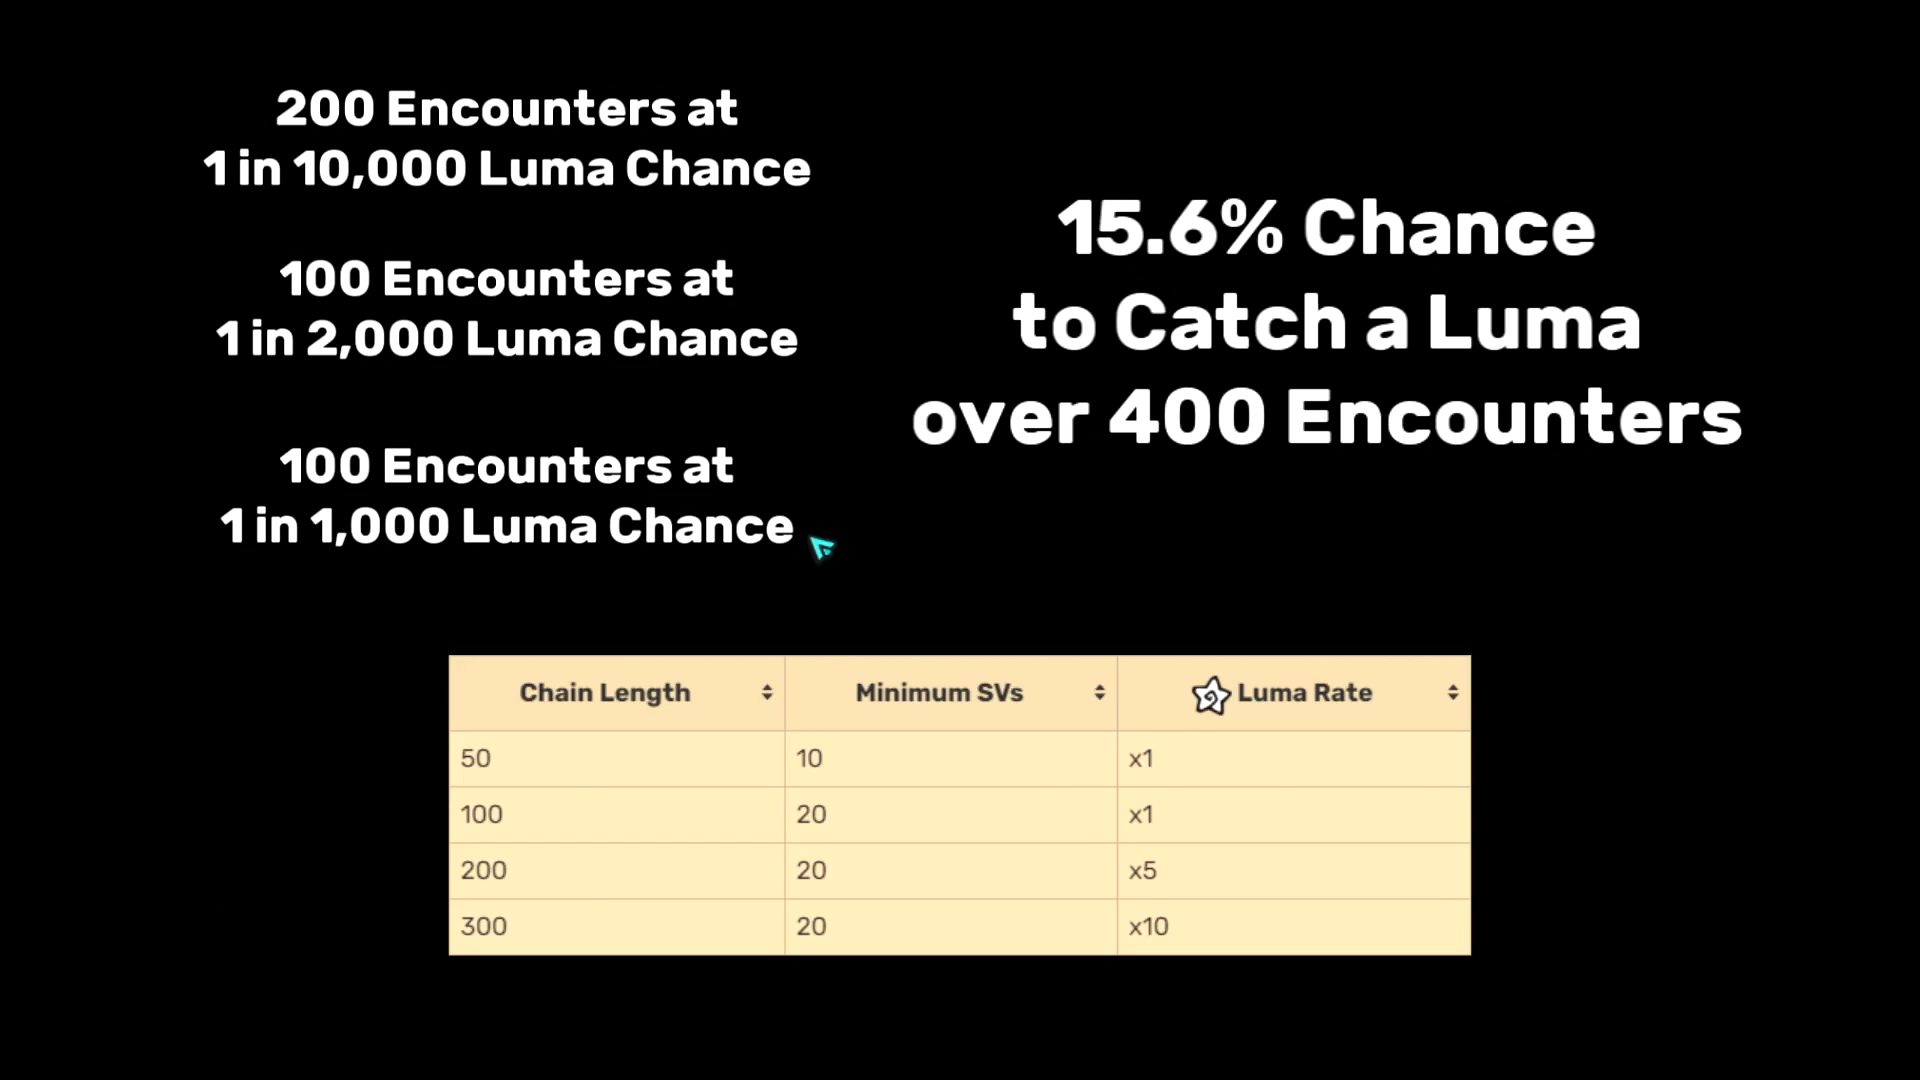 200 Encounters at
1 in 10,000 Luma Chance
100 Encounters at
1 in 2,000 Luma Chance
100 Encounters at
1 in 1,000 Luma Chance
15.6% Chance
to Catch a Luma
over 400 Encounters
Chain Length Minimum SVs Luma Rate
50 10 x1
100 20 x1
200 20 x5
300 20 x10